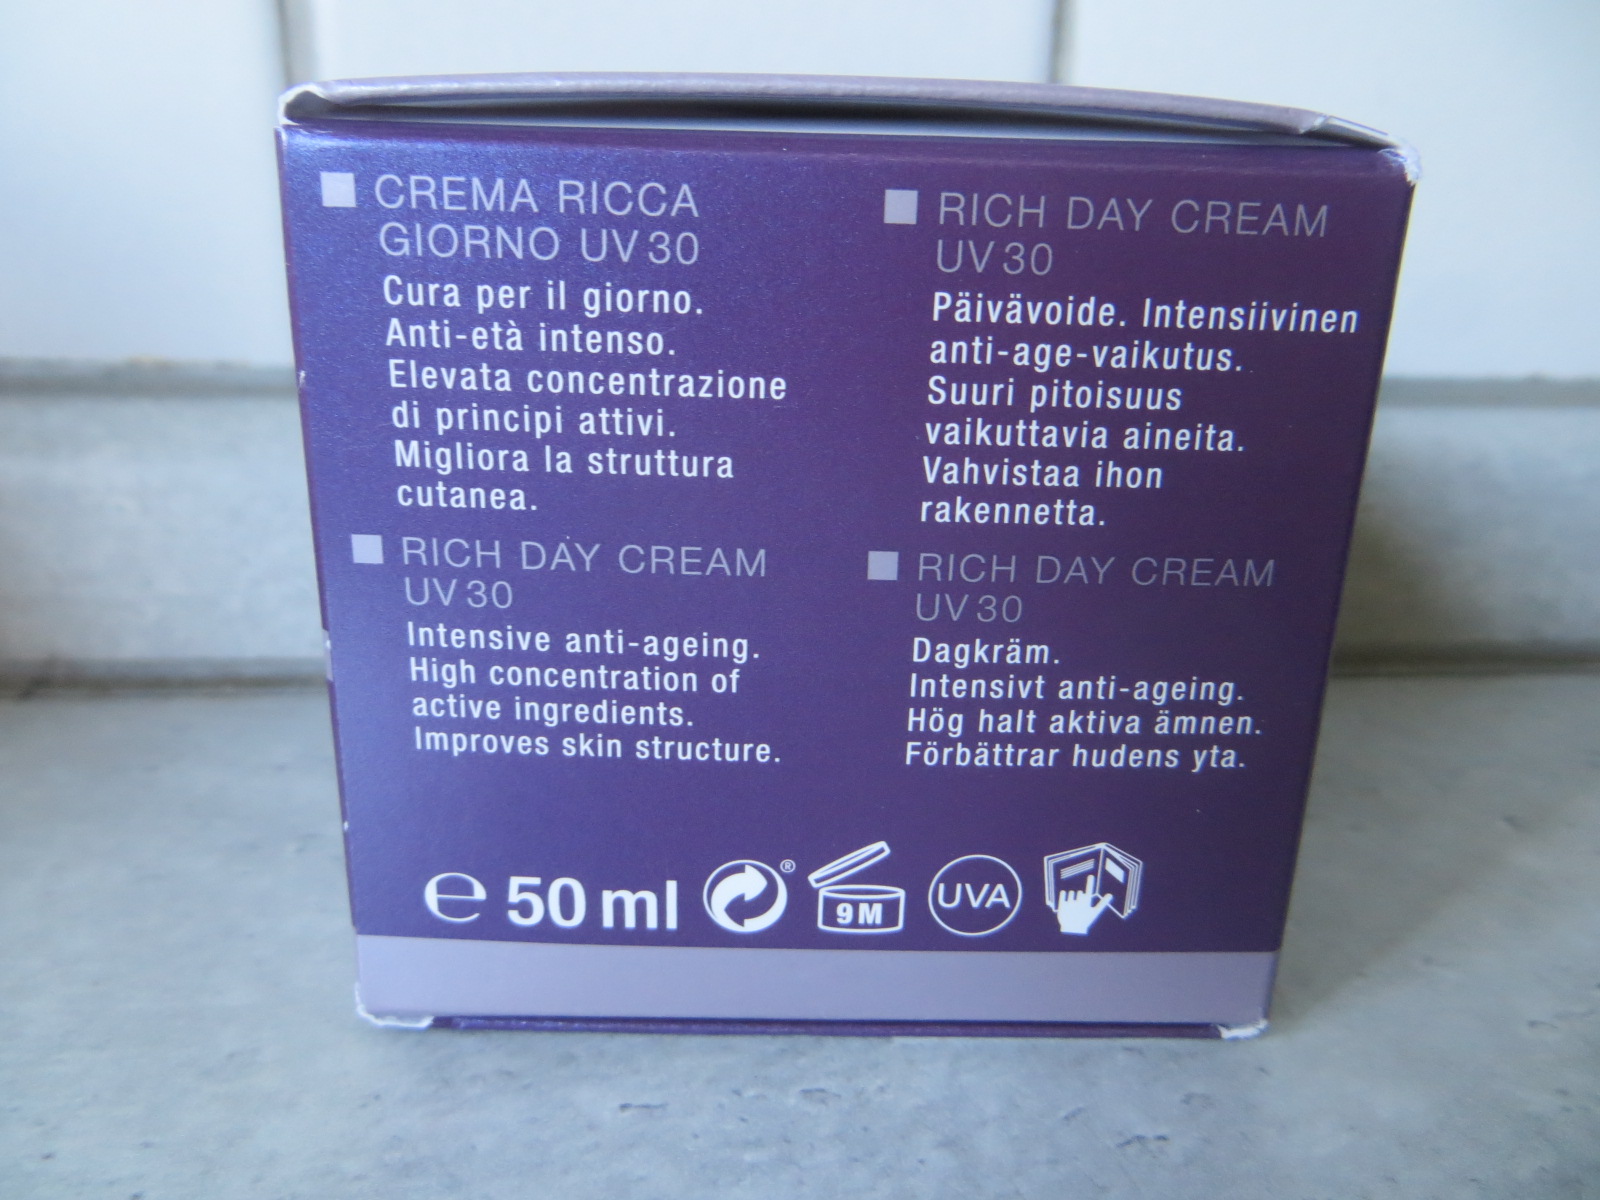 CREMA RICCA
GIORNO UV 30
Cura per il giorno.
Anti-età intenso.
Elevata concentrazione
di principi attivi.
Migliora la struttura
cutanea.
RICH DAY CREAM
UV 30
Intensive anti-ageing.
High concentration of
active ingredients.
Improves skin structure.
RICH DAY CREAM
UV 30
Päivävoide. Intensiivinen
anti-age-vaikutus.
Suuri pitoisuus
vaikuttavia aineita.
Vahvistaa ihon
rakennetta.
RICH DAY CREAM
UV 30
Dagkräm.
Intensivt anti-ageing.
Hög halt aktiva ämnen.
Förbättrar hudens yta.
℮ 50 ml ® 9 M UVA